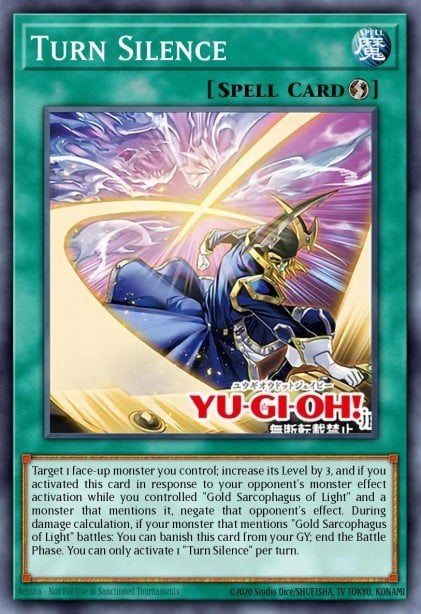 Turn Silence
SPELL
魔
[Spell Card]
ユウギオウドットジェイピー
YU-GI-OH!
無断転載禁止
Target 1 face-up monster you control; increase its Level by 3, and if you
activated this card in response to your opponent's monster effect
activation while you controlled "Gold Sarcophagus of Light" and a
monster that mentions it, negate that opponent's effect. During
damage calculation, if your monster that mentions "Gold Sarcophagus
of Light" battles: You can banish this card from your GY; end the Battle
Phase. You can only activate 1 "Turn Silence" per turn.
Replica - Not For Use in Sanctioned Tournaments
©2020 Studio Dice/SHUEISHA, TV TOKYO, KONAMI